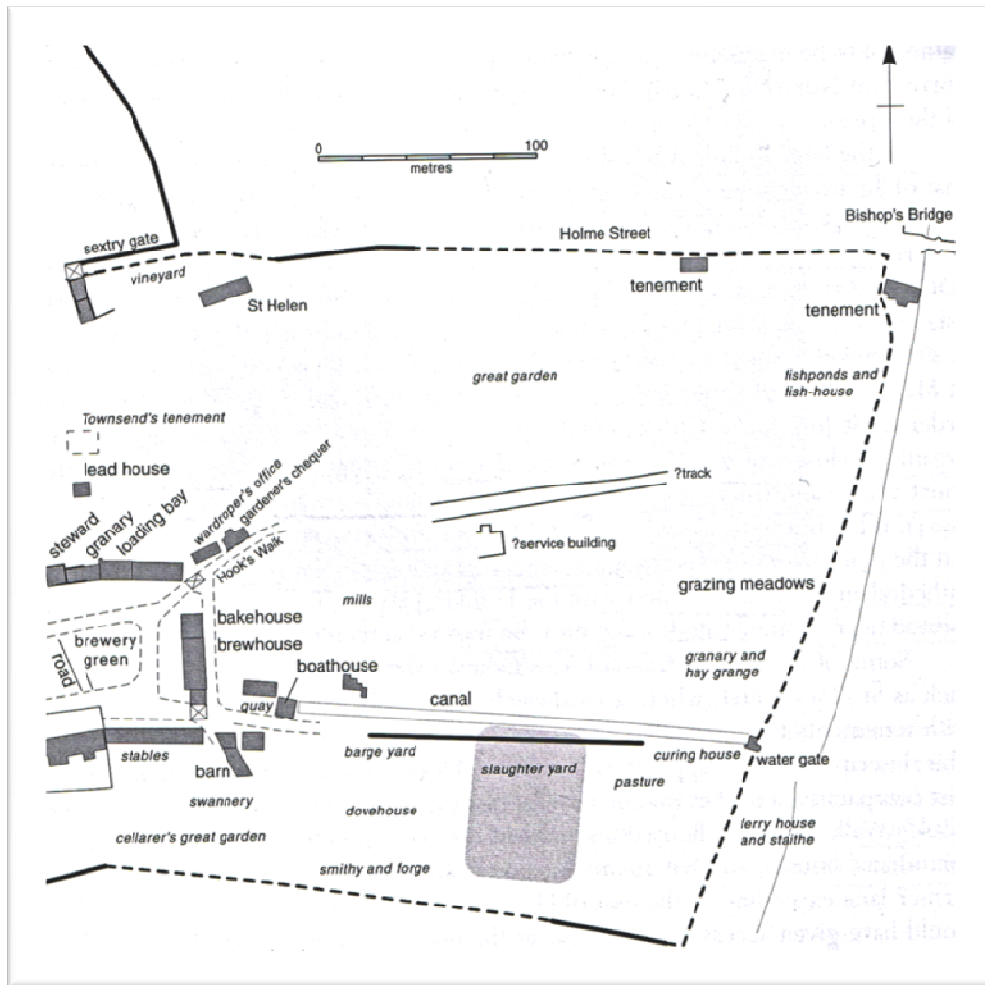 0
100
metres
Bishop's Bridge
Holme Street
sextry gate
vineyard
St Helen
tenement
tenement
great garden
fishponds and
fish-house
Townsend's tenement
lead house
steward
granary
loading bay
wardroper's office
gardener's chequer
Hook's Walk
?track
?service building
grazing meadows
mills
bakehouse
brewhouse
brewery
green
road
boathouse
quay
canal
granary and
hay grange
stables
barn
barge yard
slaughter yard
curing house
water gate
pasture
swannery
dovehouse
lerry house
and staithe
cellarer's great garden
smithy and forge